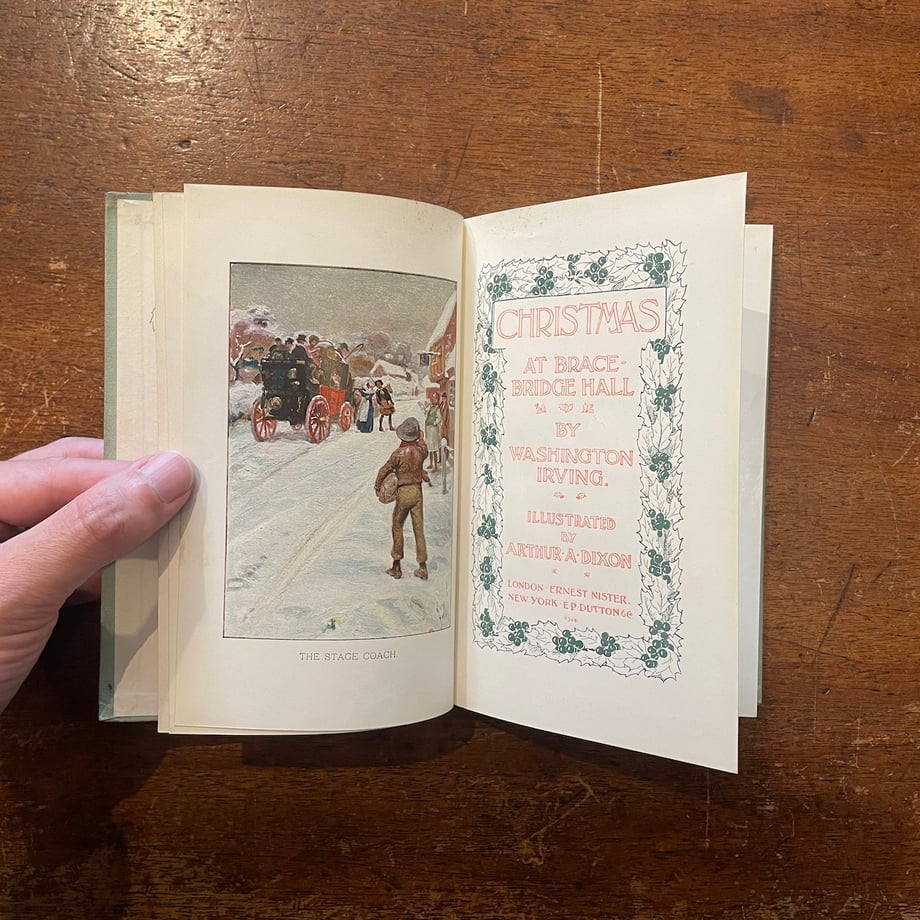 THE STAGE COACH.
CHRISTMAS
AT BRACE-
BRIDGE HALL
BY
WASHINGTON
IRVING.
ILLUSTRATED
BY
ARTHUR·A·DIXON
LONDON·ERNEST NISTER
NEW YORK·E·P·DUTTON & Co